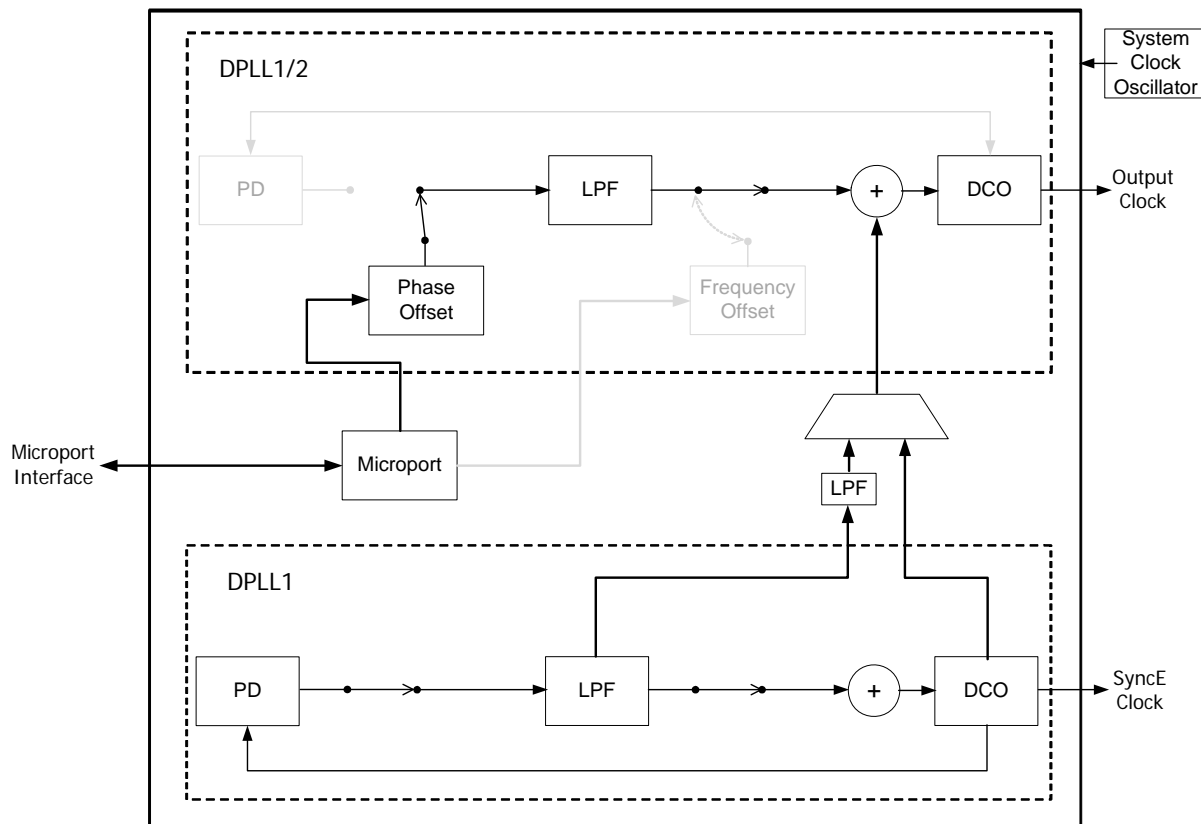 System
Clock
Oscillator
DPLL1/2
PD
LPF
+
DCO
Output
Clock
Phase
Offset
Frequency
Offset
Microport
Interface
Microport
LPF
DPLL1
PD
LPF
+
DCO
SyncE
Clock